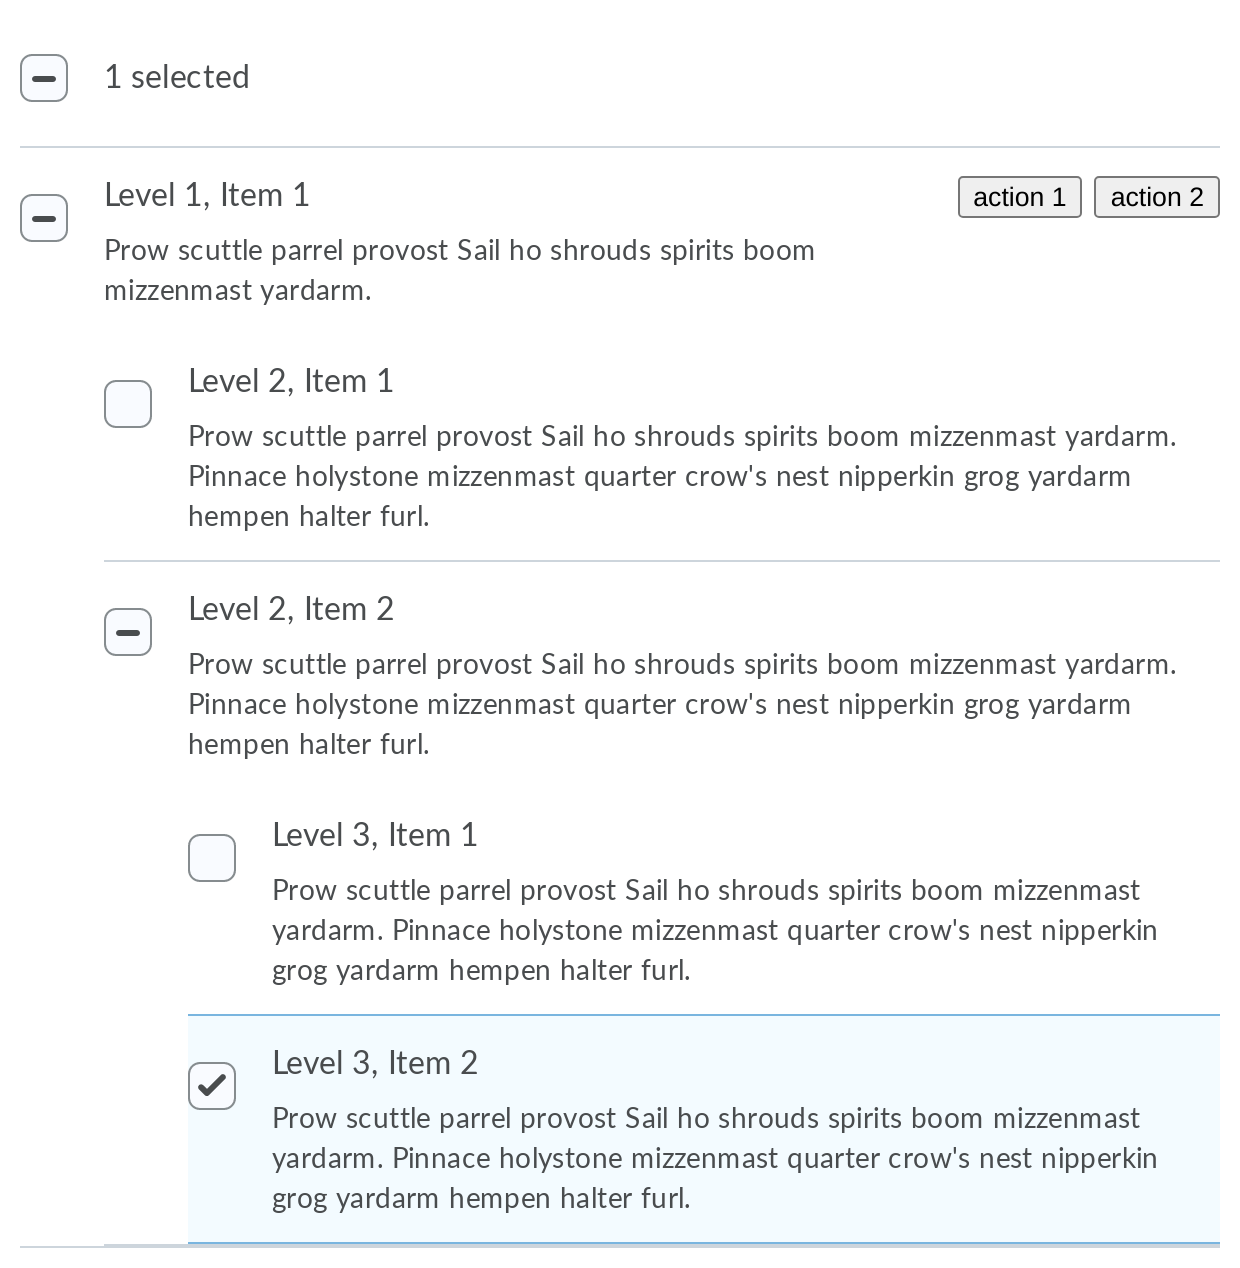 1 selected
Level 1, Item 1
action 1
action 2
Prow scuttle parrel provost Sail ho shrouds spirits boom
mizzenmast yardarm.
Level 2, Item 1
Prow scuttle parrel provost Sail ho shrouds spirits boom mizzenmast yardarm.
Pinnace holystone mizzenmast quarter crow's nest nipperkin grog yardarm
hempen halter furl.
Level 2, Item 2
Prow scuttle parrel provost Sail ho shrouds spirits boom mizzenmast yardarm.
Pinnace holystone mizzenmast quarter crow's nest nipperkin grog yardarm
hempen halter furl.
Level 3, Item 1
Prow scuttle parrel provost Sail ho shrouds spirits boom mizzenmast
yardarm. Pinnace holystone mizzenmast quarter crow's nest nipperkin
grog yardarm hempen halter furl.
Level 3, Item 2
Prow scuttle parrel provost Sail ho shrouds spirits boom mizzenmast
yardarm. Pinnace holystone mizzenmast quarter crow's nest nipperkin
grog yardarm hempen halter furl.